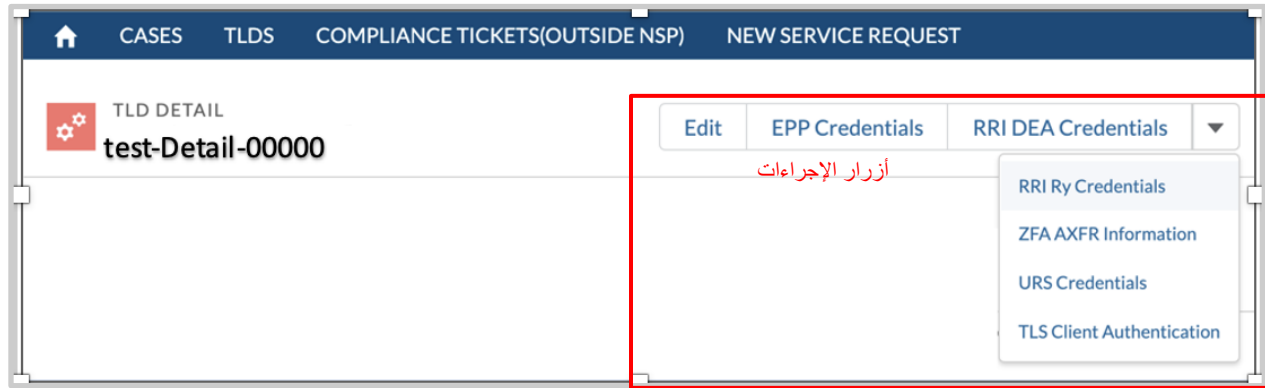 CASES TLDS COMPLIANCE TICKETS(OUTSIDE NSP) NEW SERVICE REQUEST
TLD DETAIL
test-Detail-00000
Edit EPP Credentials RRI DEA Credentials
أزرار الإجراءات
RRI Ry Credentials
ZFA AXFR Information
URS Credentials
TLS Client Authentication